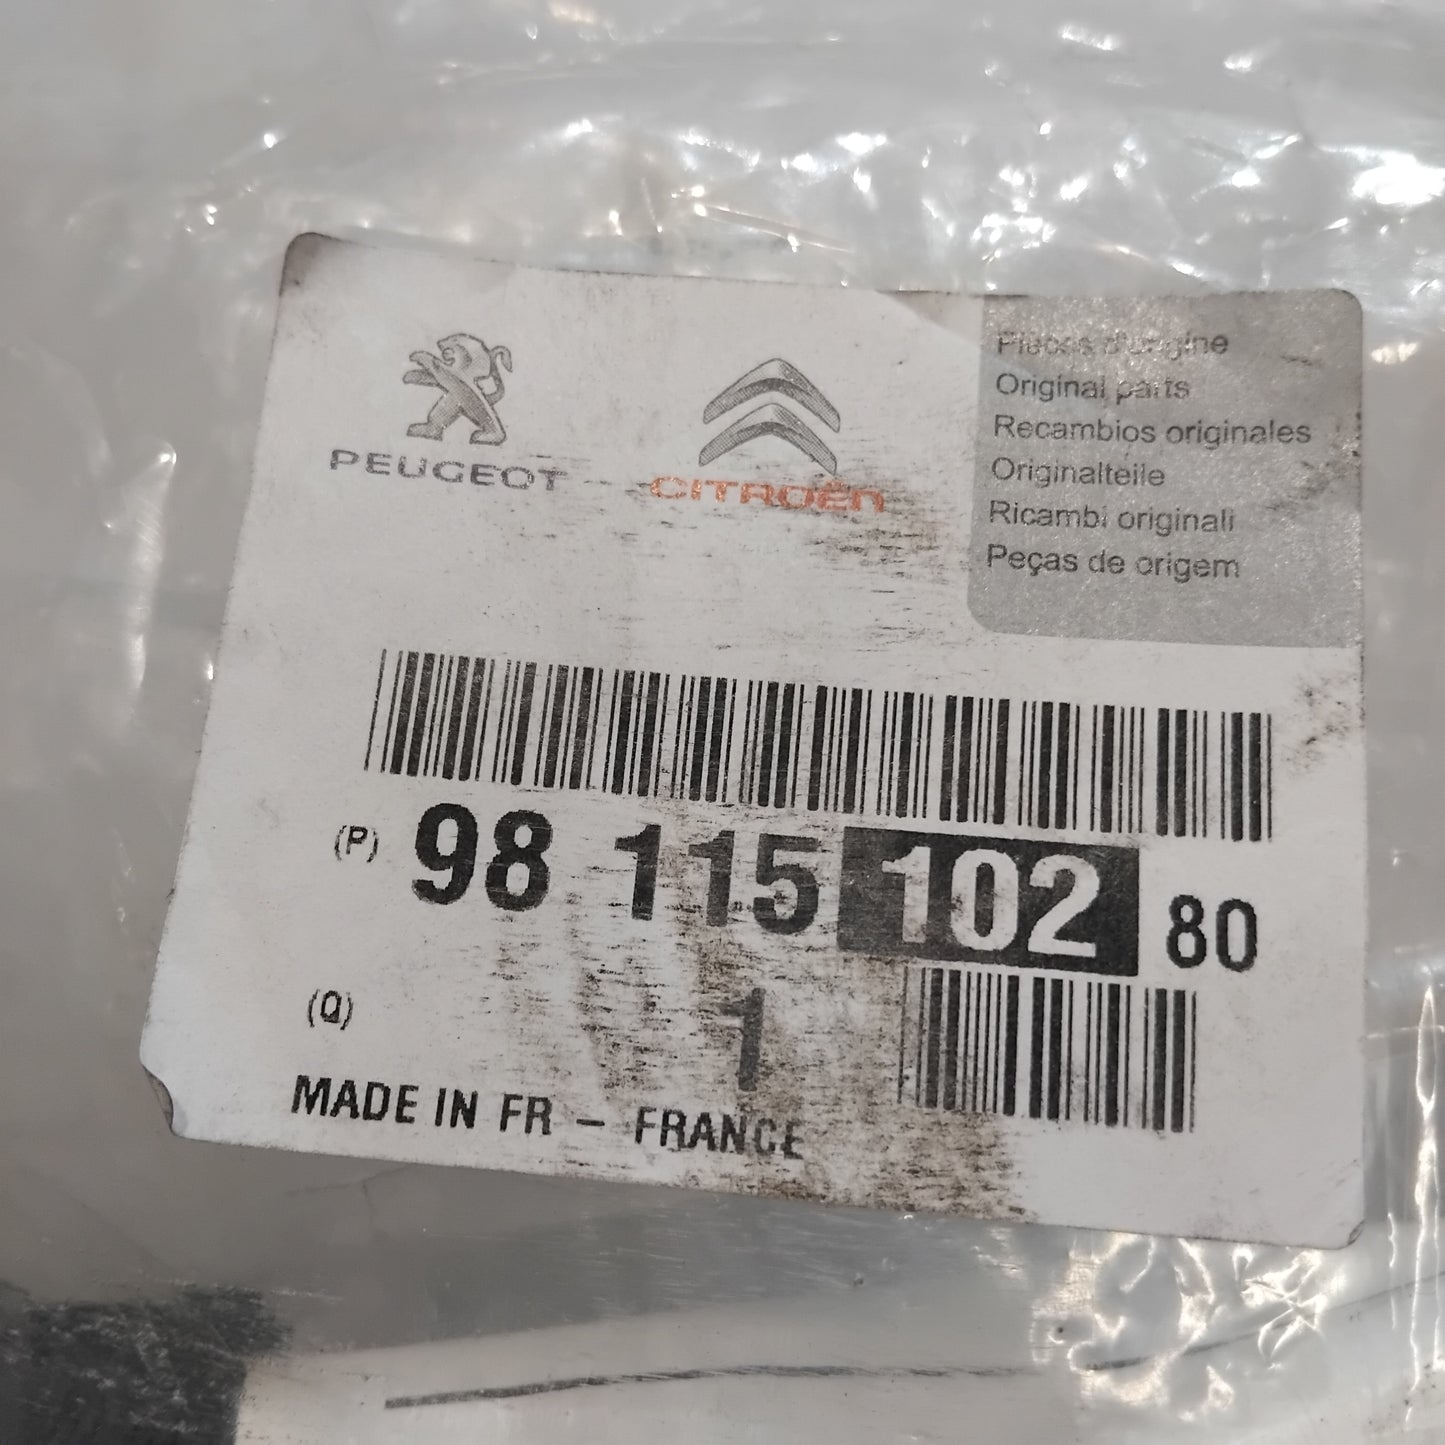 PEUGEOT
CITROËN
Pièces d'origine
Original parts
Recambios originales
Originalteile
Ricambi originali
Peças de origem
(P) 98 115 102 80
(Q) 1
MADE IN FR - FRANCE